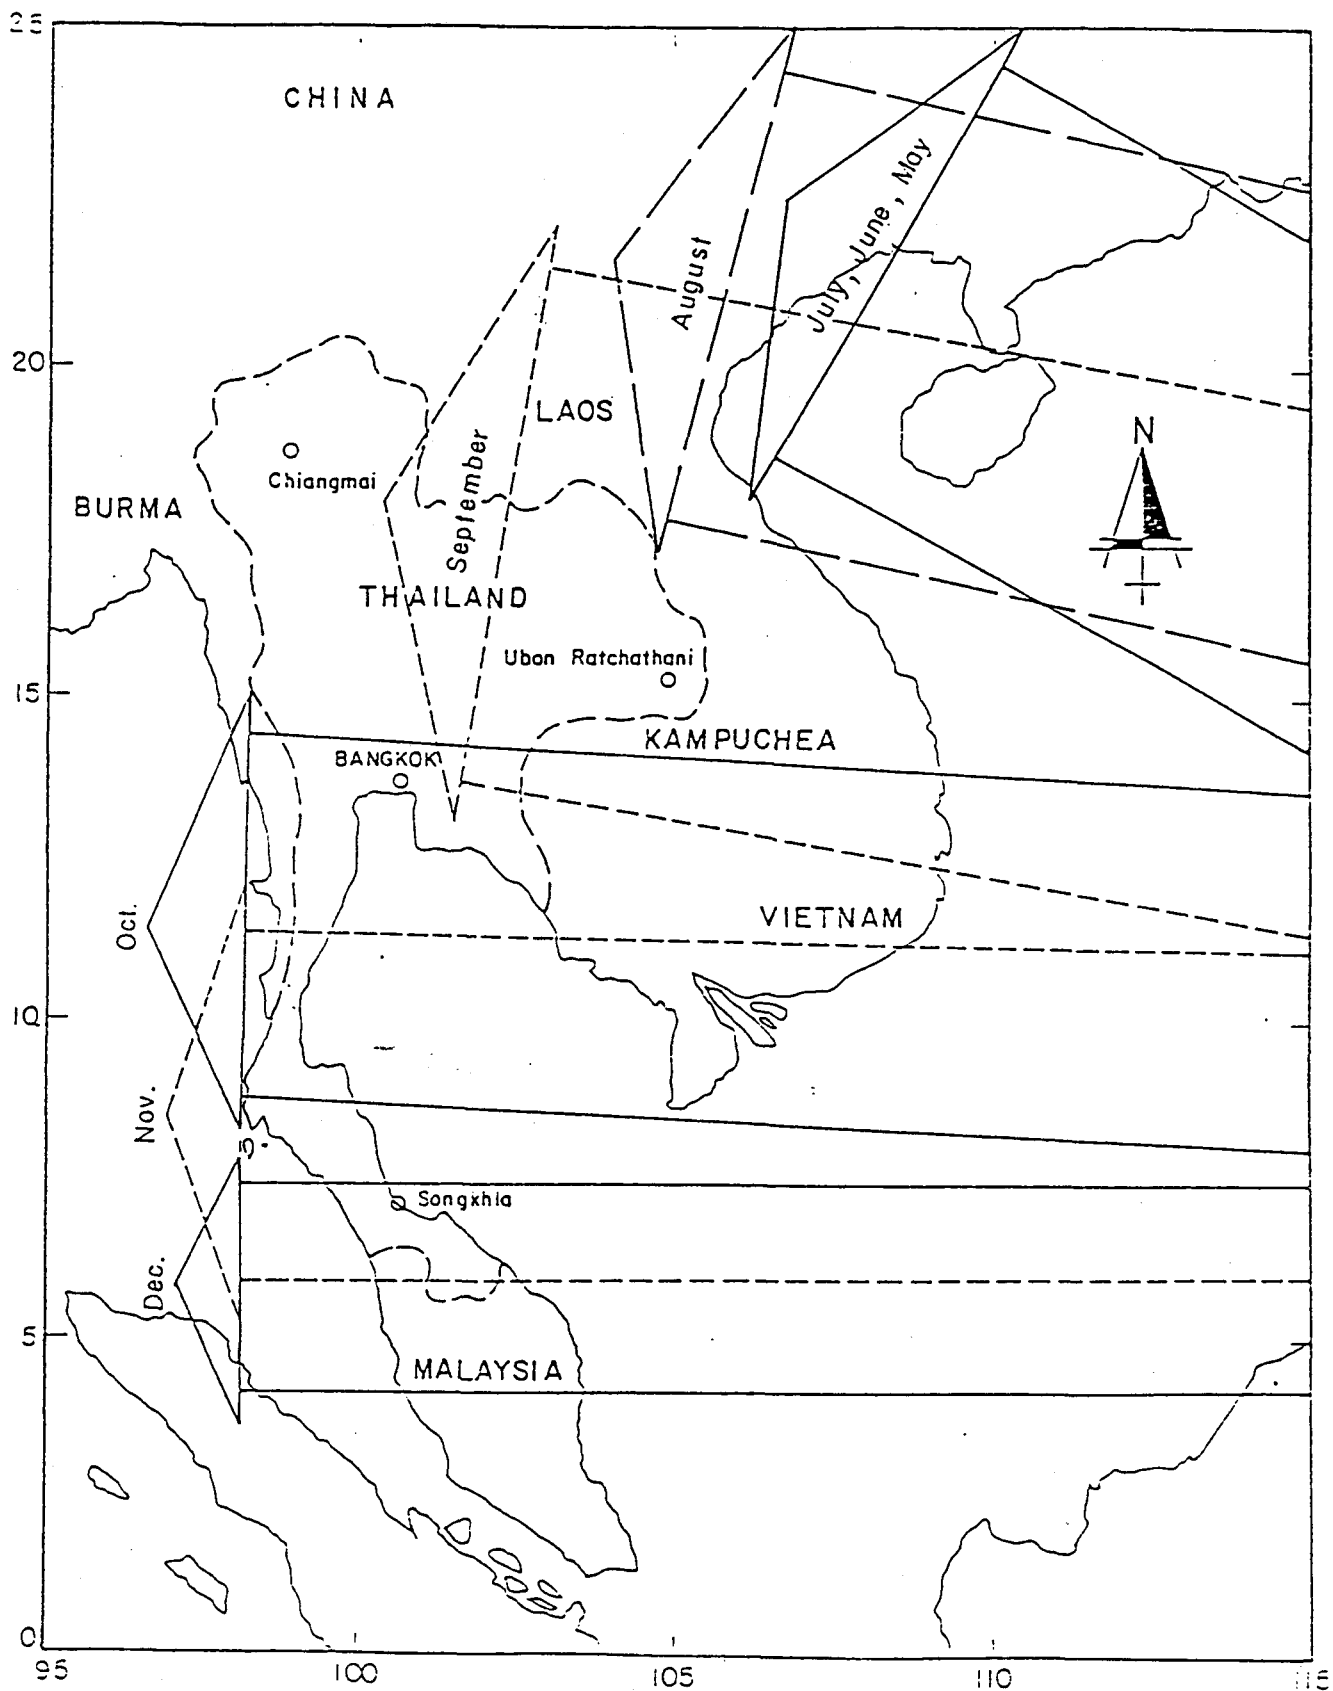 25
CHINA
July, June, May
August
20
N
LAOS
September
Chiangmai
BURMA
THAILAND
Ubon Ratchathani
15
KAMPUCHEA
BANGKOK
Oct.
VIETNAM
10
Nov.
Songkhla
Dec.
5
MALAYSIA
0
95
100
105
110
115